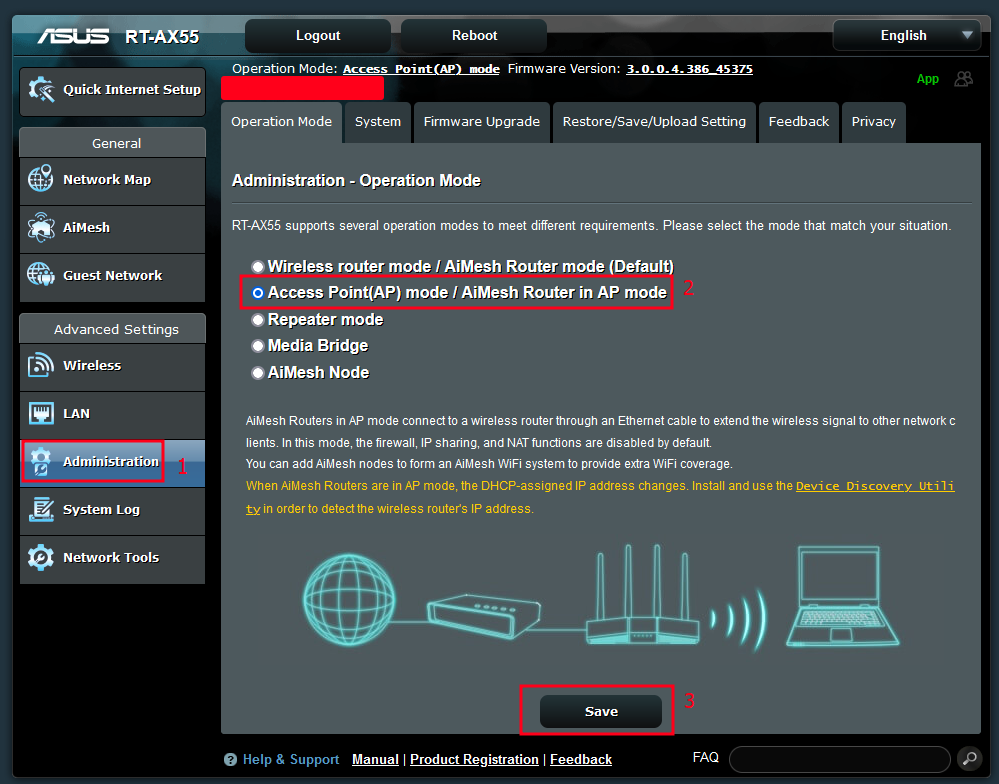 ASUS RT-AX55
Logout
Reboot
English
Operation Mode: Access Point(AP) mode Firmware Version: 3.0.0.4.386_45375
App
Quick Internet Setup
General
Network Map
AiMesh
Guest Network
Advanced Settings
Wireless
LAN
Administration
1
System Log
Network Tools
Operation Mode
System
Firmware Upgrade
Restore/Save/Upload Setting
Feedback
Privacy
Administration - Operation Mode
RT-AX55 supports several operation modes to meet different requirements. Please select the mode that match your situation.
Wireless router mode / AiMesh Router mode (Default)
Access Point(AP) mode / AiMesh Router in AP mode
2
Repeater mode
Media Bridge
AiMesh Node
AiMesh Routers in AP mode connect to a wireless router through an Ethernet cable to extend the wireless signal to other network c
lients. In this mode, the firewall, IP sharing, and NAT functions are disabled by default.
You can add AiMesh nodes to form an AiMesh WiFi system to provide extra WiFi coverage.
When AiMesh Routers are in AP mode, the DHCP-assigned IP address changes. Install and use the Device Discovery Utili
ty in order to detect the wireless router's IP address.
Save
3
Help & Support Manual | Product Registration | Feedback
FAQ